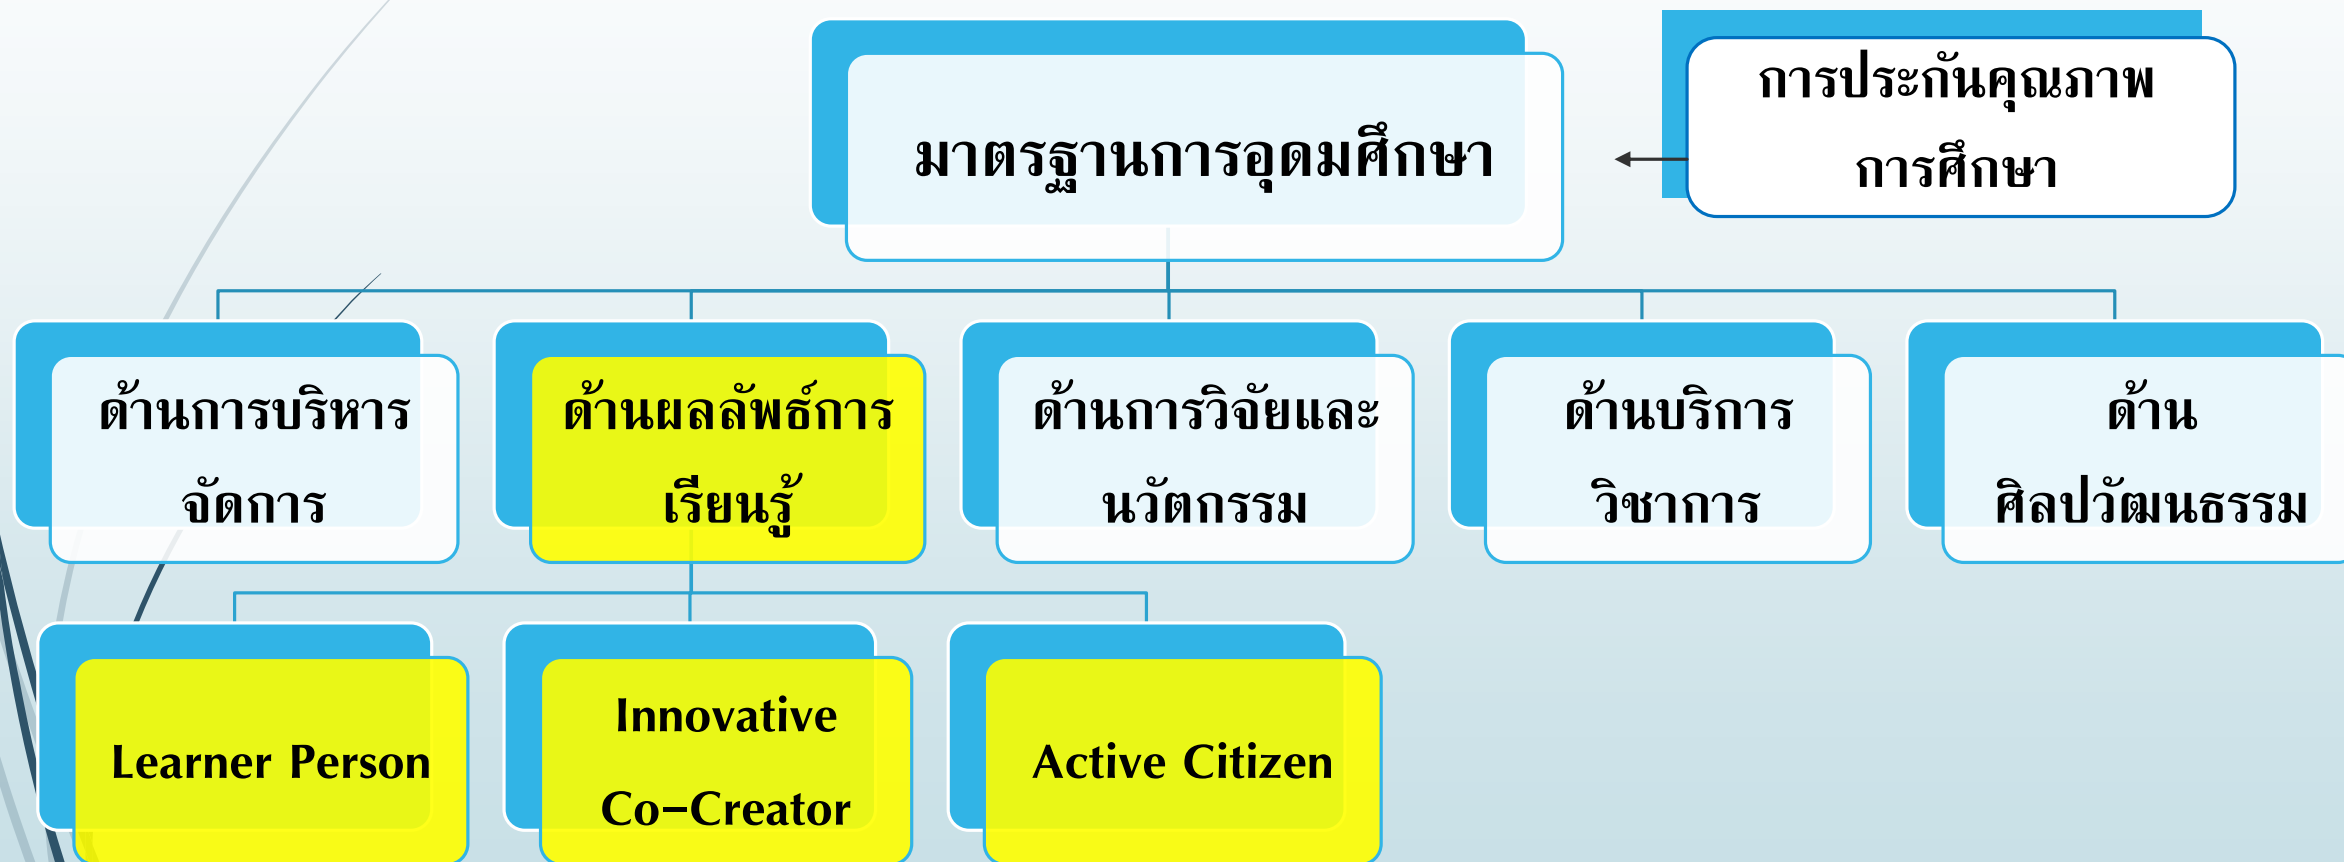 มาตรฐานการอุดมศึกษา
การประกันคุณภาพ
การศึกษา
ด้านการบริหาร
จัดการ
ด้านผลลัพธ์การ
เรียนรู้
ด้านการวิจัยและ
นวัตกรรม
ด้านบริการ
วิชาการ
ด้าน
ศิลปวัฒนธรรม
Learner Person
Innovative
Co-Creator
Active Citizen